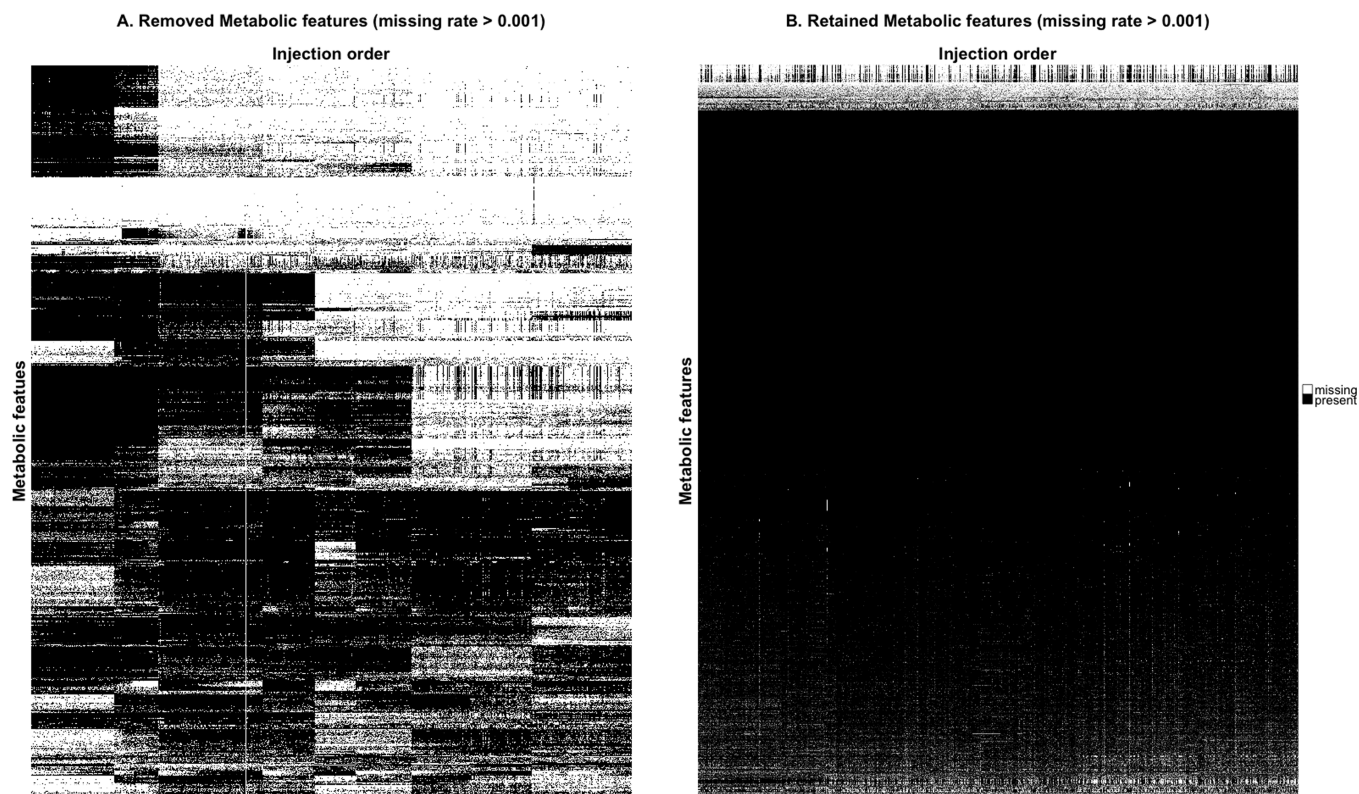 A. Removed Metabolic features (missing rate > 0.001)
Injection order
Metabolic featues
B. Retained Metabolic features (missing rate > 0.001)
Injection order
Metabolic features
missing
present